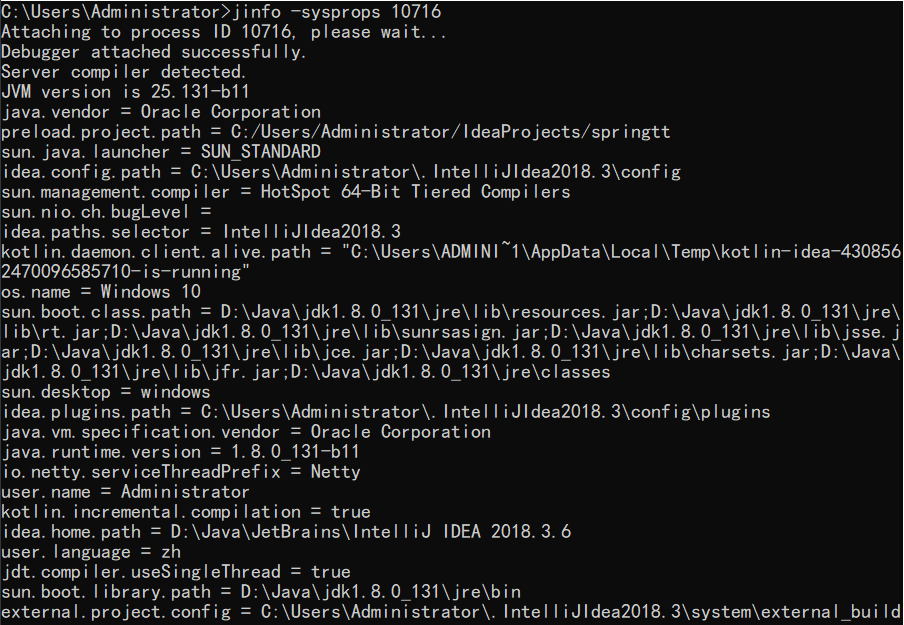 C:\Users\Administrator>jinfo -sysprops 10716
Attaching to process ID 10716, please wait...
Debugger attached successfully.
Server compiler detected.
JVM version is 25.131-b11
java.vendor = Oracle Corporation
preload.project.path = C:/Users/Administrator/IdeaProjects/springtt
sun.java.launcher = SUN_STANDARD
idea.config.path = C:\Users\Administrator\.IntelliJIdea2018.3\config
sun.management.compiler = HotSpot 64-Bit Tiered Compilers
sun.nio.ch.bugLevel =
idea.paths.selector = IntelliJIdea2018.3
kotlin.daemon.client.alive.path = "C:\Users\ADMINI~1\AppData\Local\Temp\kotlin-idea-430856
2470096585710-is-running"
os.name = Windows 10
sun.boot.class.path = D:\Java\jdk1.8.0_131\jre\lib\resources.jar;D:\Java\jdk1.8.0_131\jre\
lib\rt.jar;D:\Java\jdk1.8.0_131\jre\lib\sunrsasign.jar;D:\Java\jdk1.8.0_131\jre\lib\jsse.j
ar;D:\Java\jdk1.8.0_131\jre\lib\jce.jar;D:\Java\jdk1.8.0_131\jre\lib\charsets.jar;D:\Java\
jdk1.8.0_131\jre\lib\jfr.jar;D:\Java\jdk1.8.0_131\jre\classes
sun.desktop = windows
idea.plugins.path = C:\Users\Administrator\.IntelliJIdea2018.3\config\plugins
java.vm.specification.vendor = Oracle Corporation
java.runtime.version = 1.8.0_131-b11
io.netty.serviceThreadPrefix = Netty
user.name = Administrator
kotlin.incremental.compilation = true
idea.home.path = D:\Java\JetBrains\IntelliJ IDEA 2018.3.6
user.language = zh
jdt.compiler.useSingleThread = true
sun.boot.library.path = D:\Java\jdk1.8.0_131\jre\bin
external.project.config = C:\Users\Administrator\.IntelliJIdea2018.3\system\external_build